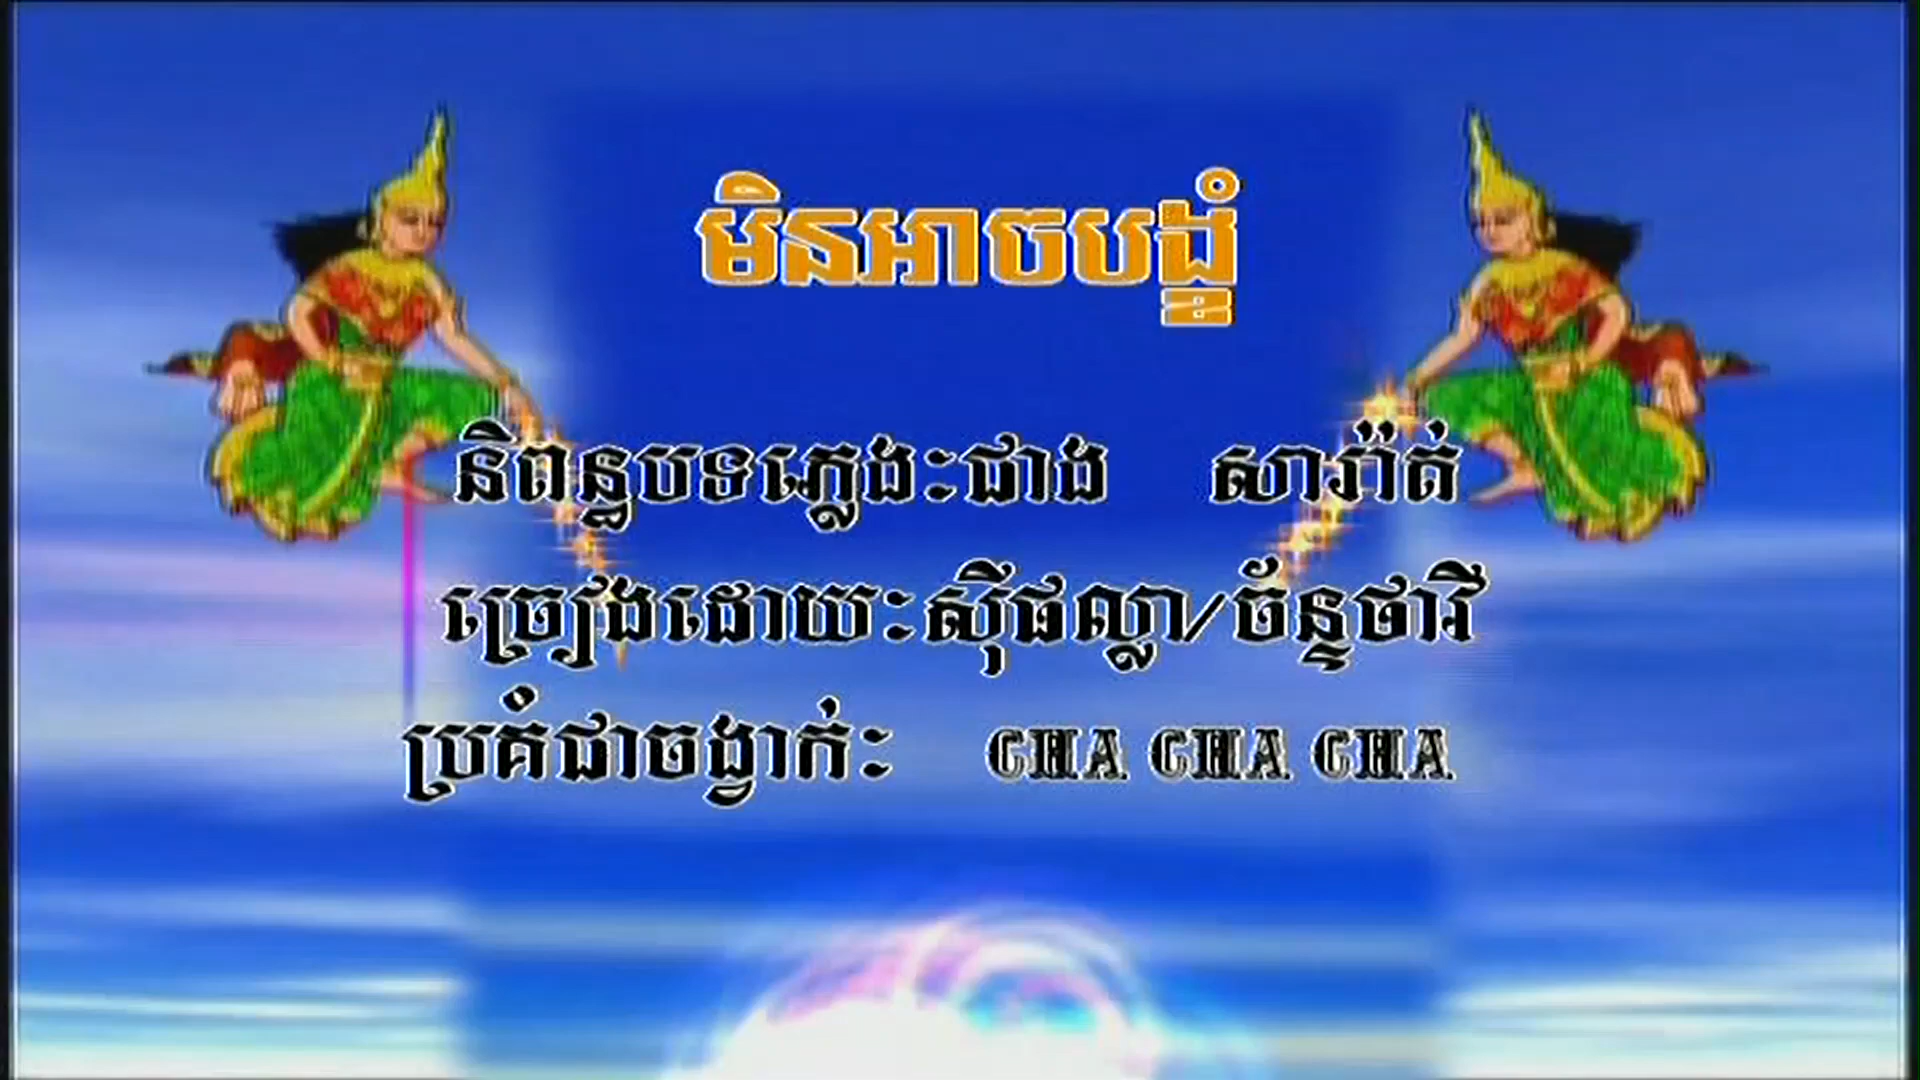 មិនអាចបង្ខំ
និពន្ធបទភ្លេងៈជាង សារ៉ាត់
ច្រៀងដោយៈស៊ីផល្លា/ច័ន្ទថាវី
ប្រគំជាចង្វាក់ៈ CHA CHA CHA